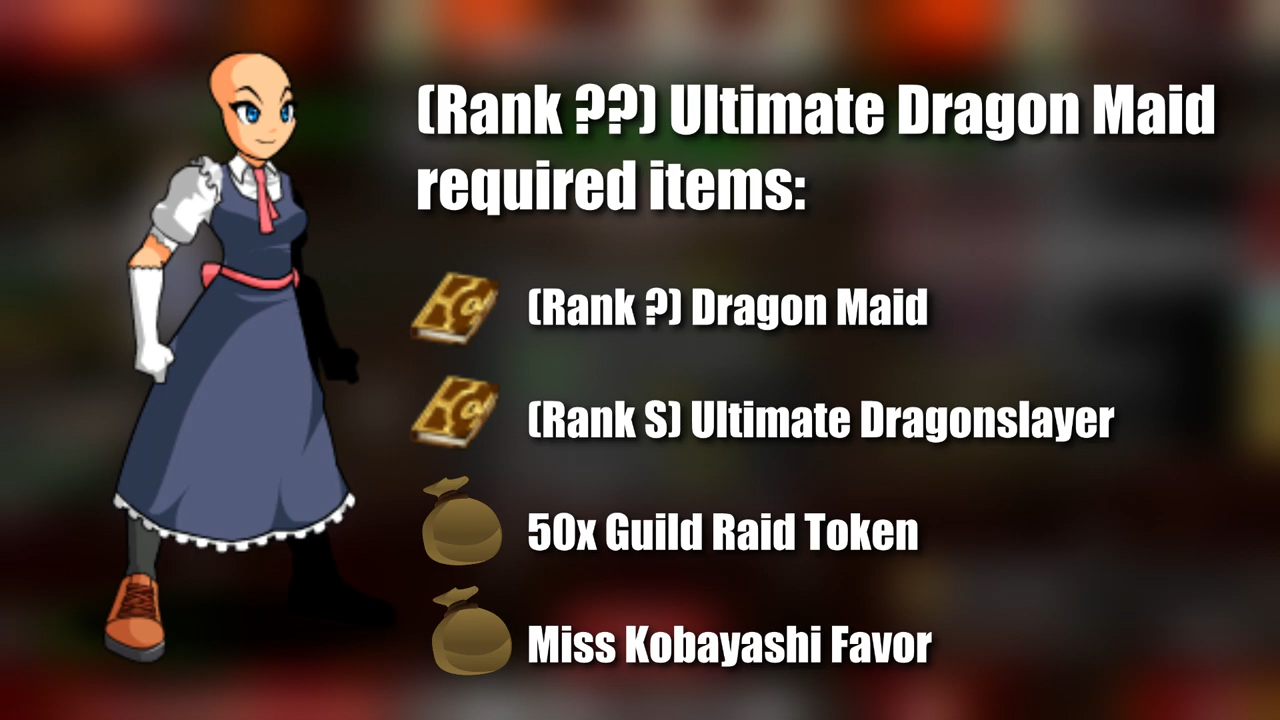 (Rank ??) Ultimate Dragon Maid
required items:
(Rank ?) Dragon Maid
(Rank S) Ultimate Dragonslayer
50x Guild Raid Token
Miss Kobayashi Favor